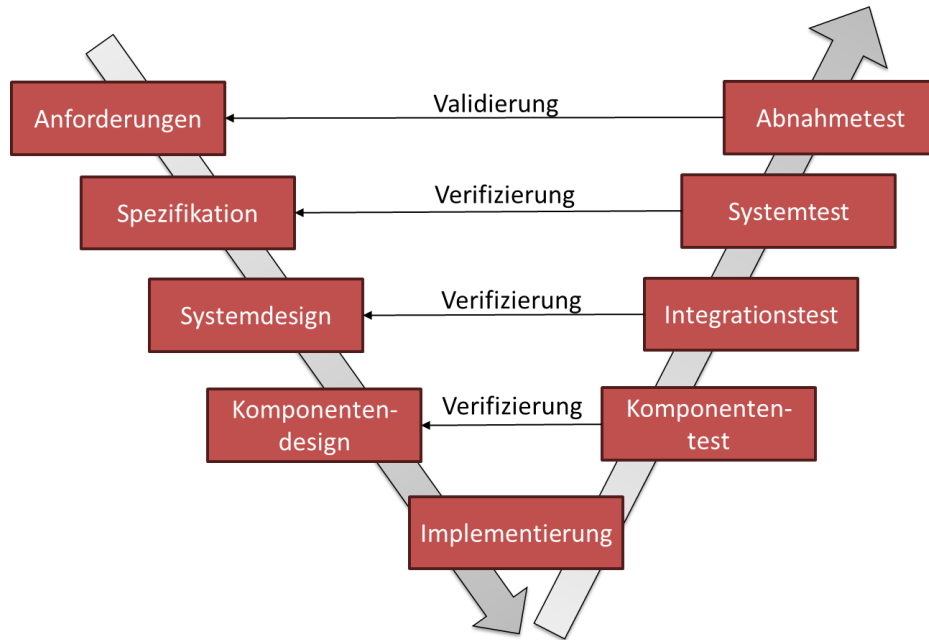 Validierung
Anforderungen
Abnahmetest
Verifizierung
Spezifikation
Systemtest
Verifizierung
Systemdesign
Integrationstest
Verifizierung
Komponenten-
design
Komponenten-
test
Implementierung